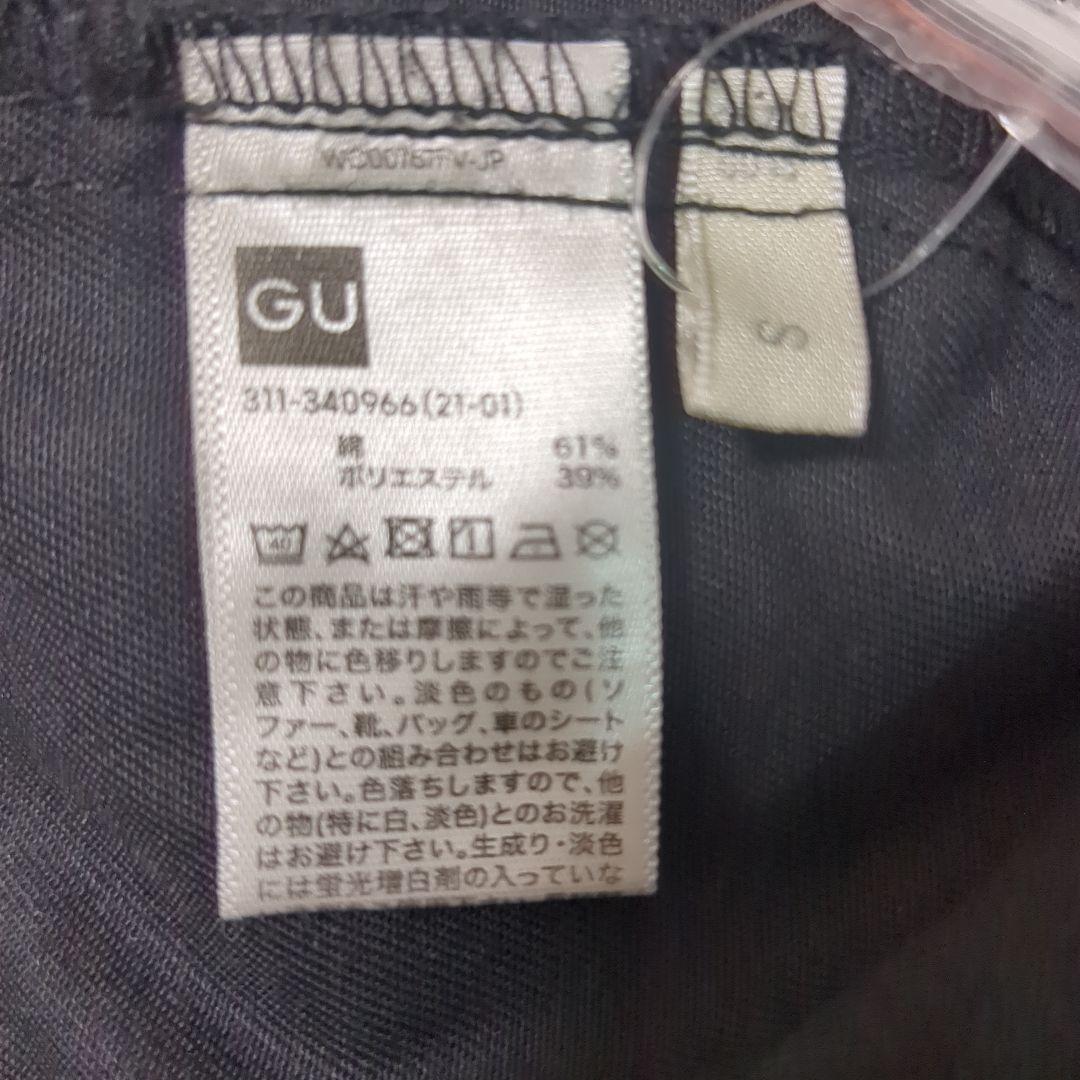 GU
S
311-340966(21-01)
綿 61%
ポリエステル 39%
40
この商品は汗や雨等で湿った
状態、または摩擦によって、他
の物に色移りしますのでご注
意下さい。淡色のもの(ソ
ファー、靴、バッグ、車のシート
など)との組み合わせはお避け
下さい。色落ちしますので、他
の物(特に白、淡色)とのお洗濯
はお避け下さい。生成り・淡色
には蛍光増白剤の入っていな